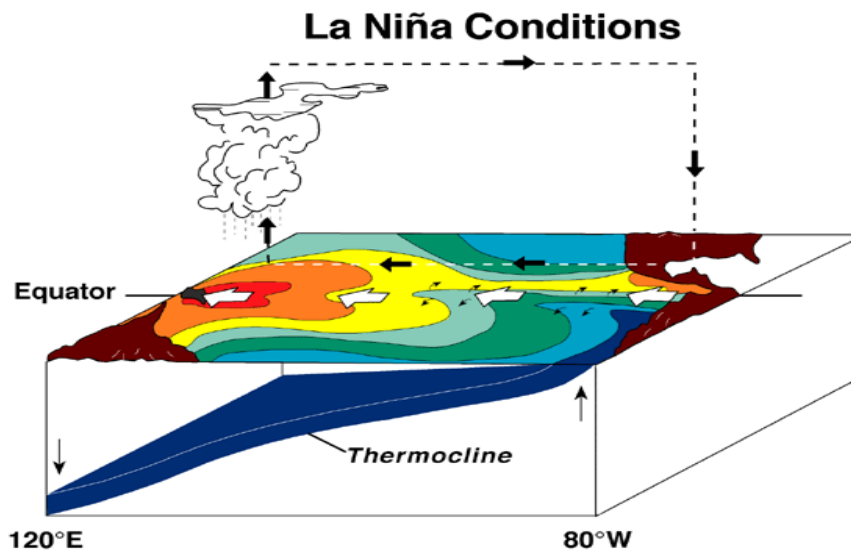 La Niña Conditions
Equator
Thermocline
120°E
80°W